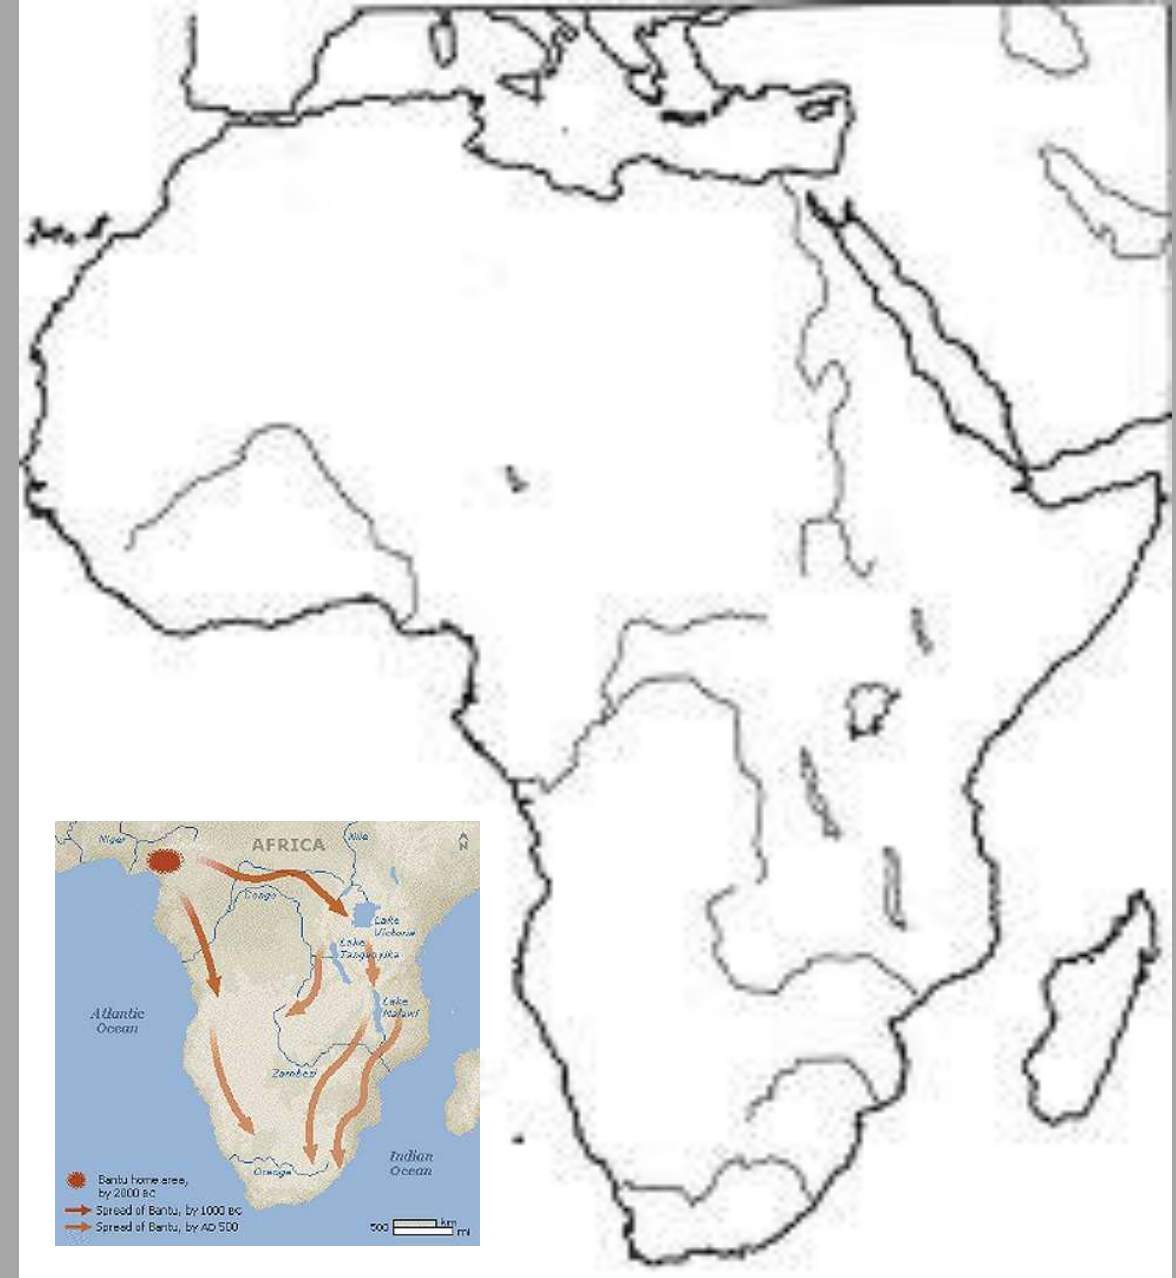 Niger
AFRICA
Nile
N
Congo
Lake
Victoria
Lake
Tanganyika
Atlantic
Ocean
Lake
Malawi
Zambezi
Indian
Ocean
Orange
Bantu home area,
by 2000 BC
Spread of Bantu, by 1000 BC
Spread of Bantu, by AD 500
500 km
mi